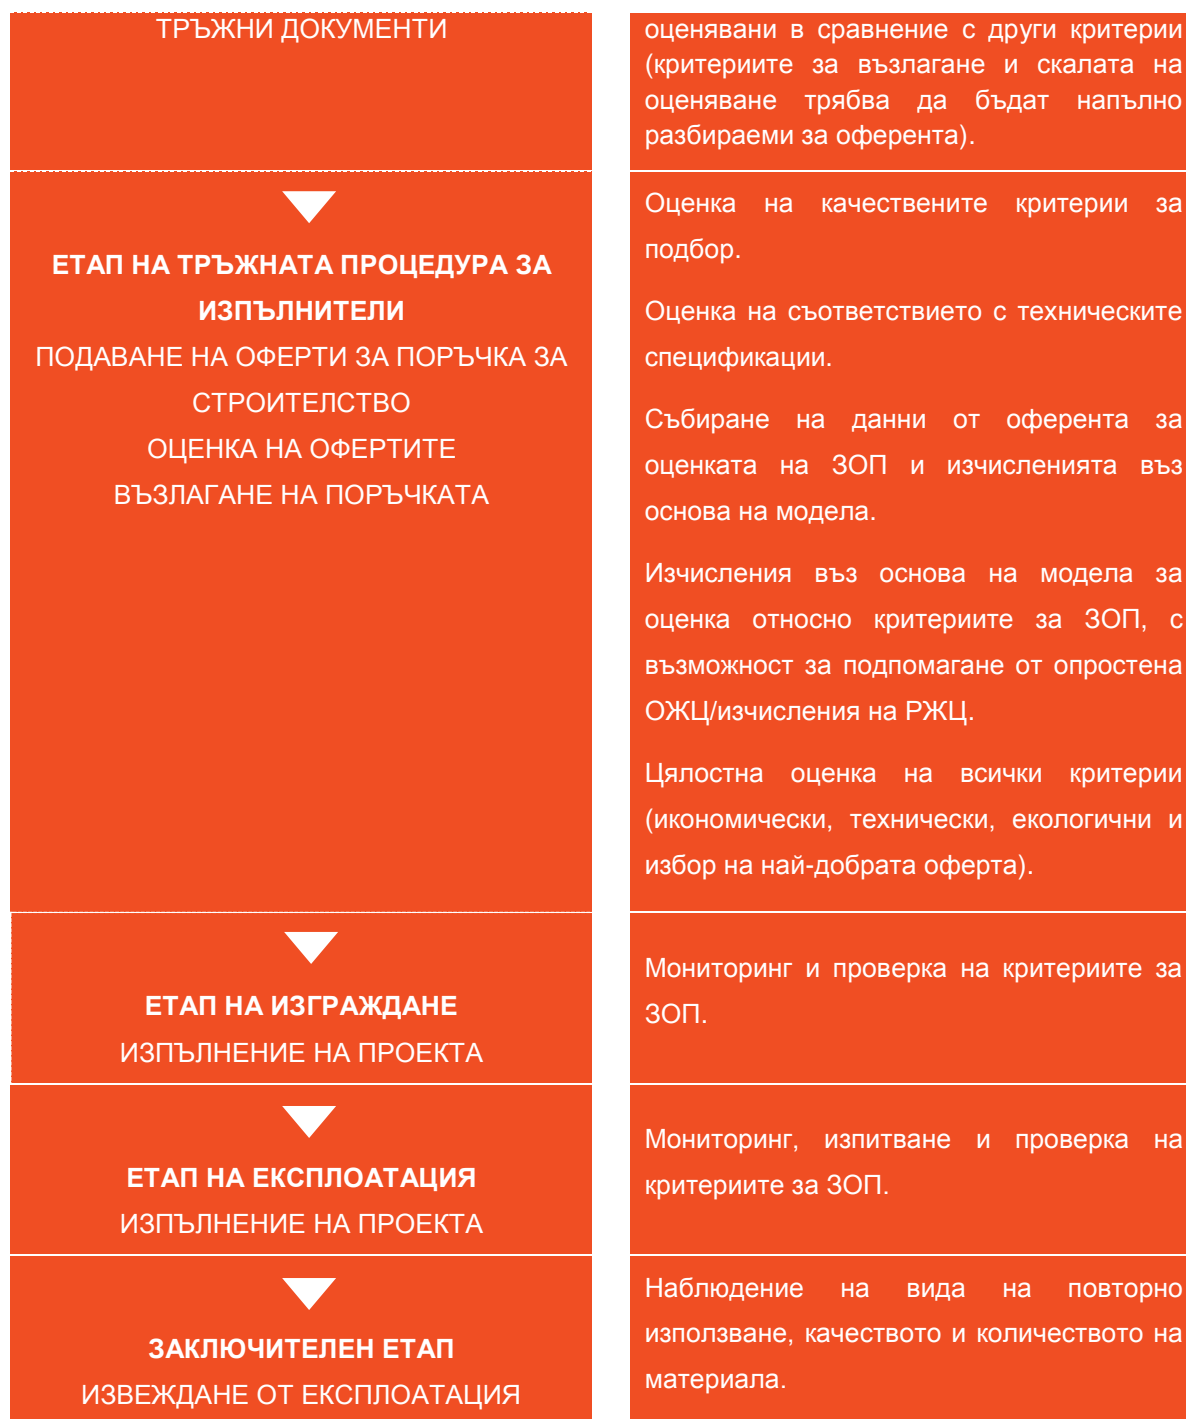 ТРЪЖНИ ДОКУМЕНТИ
оценявани в сравнение с други критерии
(критериите за възлагане и скалата на
оценяване трябва да бъдат напълно
разбираеми за оферента).
ЕТАП НА ТРЪЖНАТА ПРОЦЕДУРА ЗА
ИЗПЪЛНИТЕЛИ
ПОДАВАНЕ НА ОФЕРТИ ЗА ПОРЪЧКА ЗА
СТРОИТЕЛСТВО
ОЦЕНКА НА ОФЕРТИТЕ
ВЪЗЛАГАНЕ НА ПОРЪЧКАТА
Оценка на качествените критерии за
подбор.
Оценка на съответствието с техническите
спецификации.
Събиране на данни от оферента за
оценката на ЗОП и изчисленията въз
основа на модела.
Изчисления въз основа на модела за
оценка относно критериите за ЗОП, с
възможност за подпомагане от опростена
ОЖЦ/изчисления на РЖЦ.
Цялостна оценка на всички критерии
(икономически, технически, екологични и
избор на най-добрата оферта).
ЕТАП НА ИЗГРАЖДАНЕ
ИЗПЪЛНЕНИЕ НА ПРОЕКТА
Мониторинг и проверка на критериите за
ЗОП.
ЕТАП НА ЕКСПЛОАТАЦИЯ
ИЗПЪЛНЕНИЕ НА ПРОЕКТА
Мониторинг, изпитване и проверка на
критериите за ЗОП.
ЗАКЛЮЧИТЕЛЕН ЕТАП
ИЗВЕЖДАНЕ ОТ ЕКСПЛОАТАЦИЯ
Наблюдение на вида на повторно
използване, качеството и количеството на
материала.